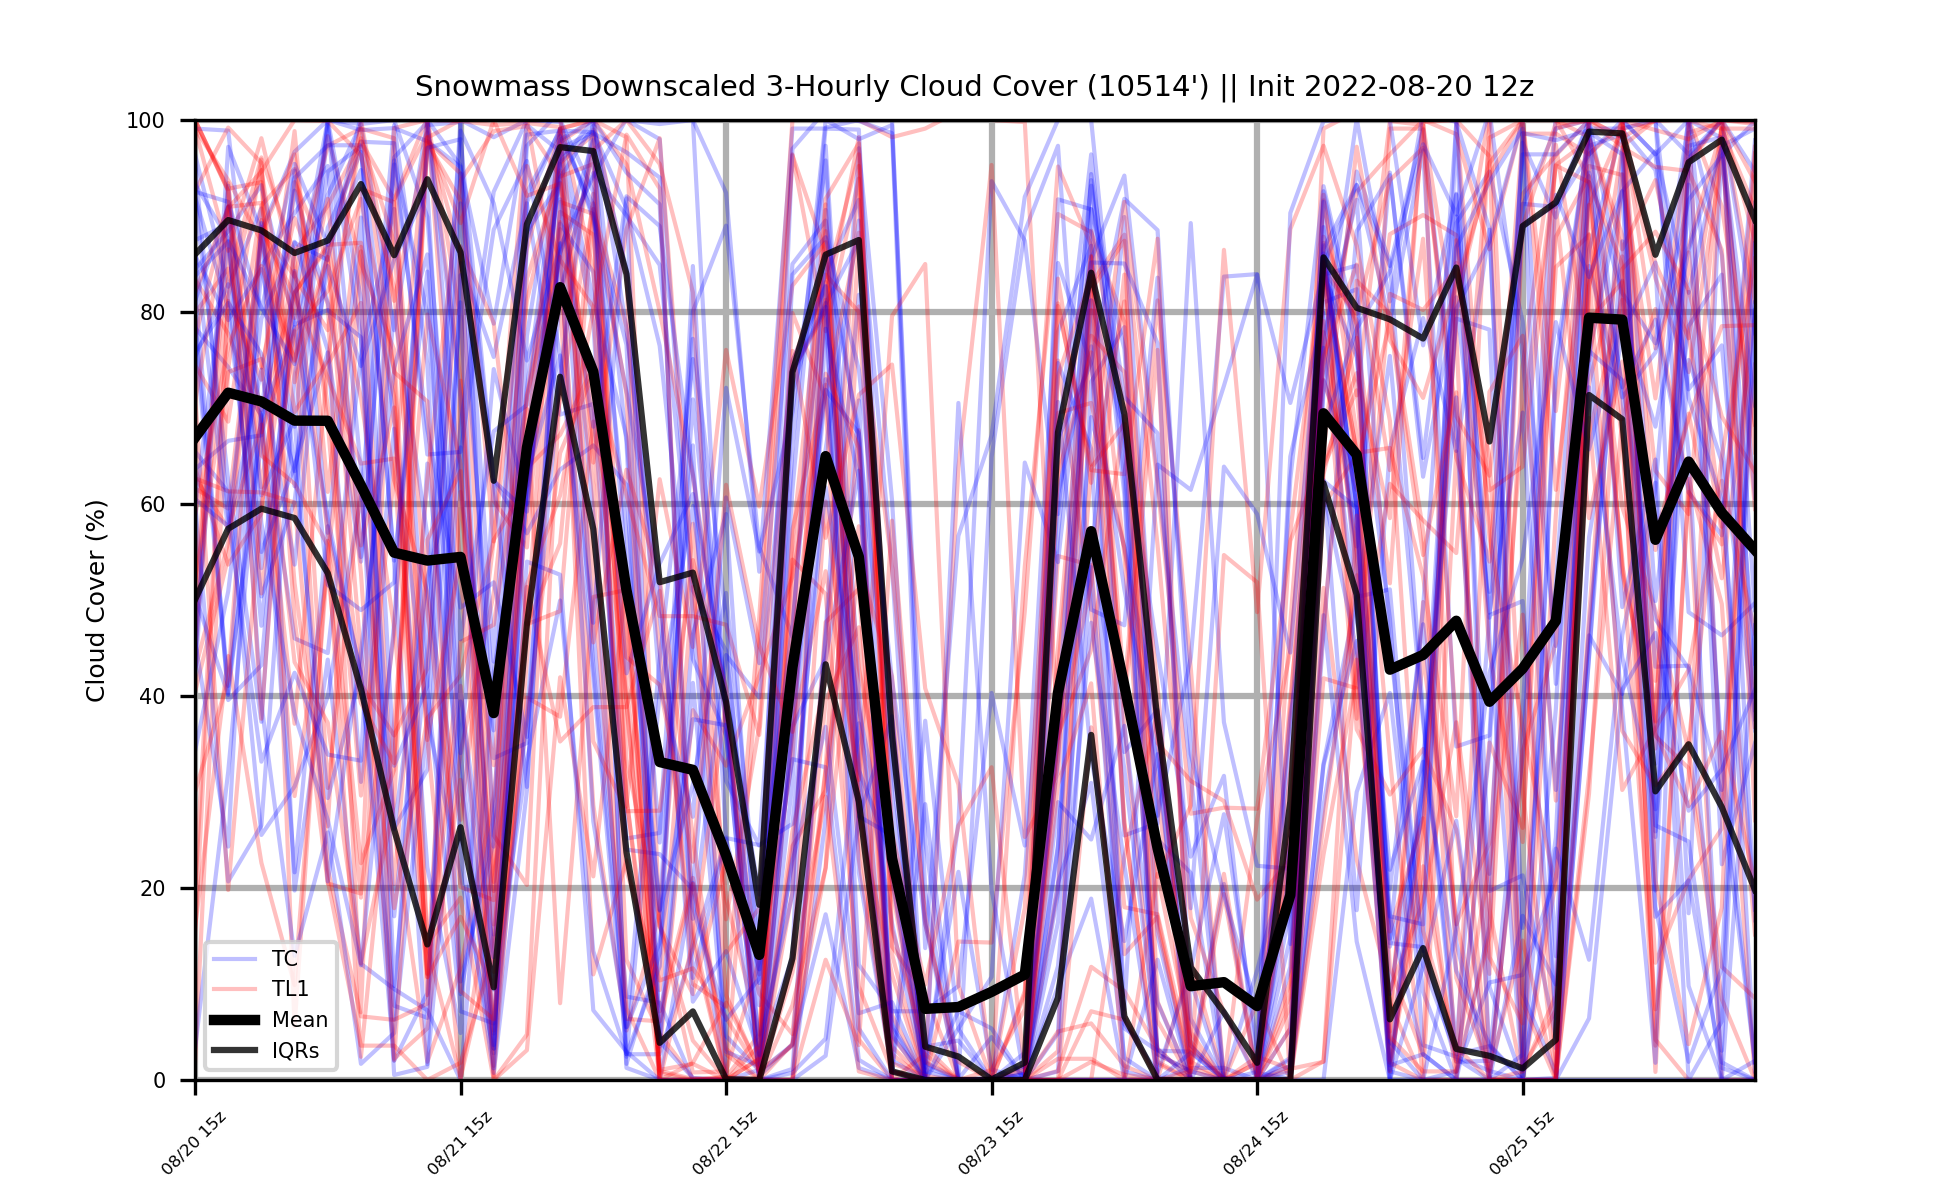 Snowmass Downscaled 3-Hourly Cloud Cover (10514') || Init 2022-08-20 12z
Cloud Cover (%)
100
80
60
40
20
0
TC
TL1
Mean
IQRs
08/20 15z
08/21 15z
08/22 15z
08/23 15z
08/24 15z
08/25 15z